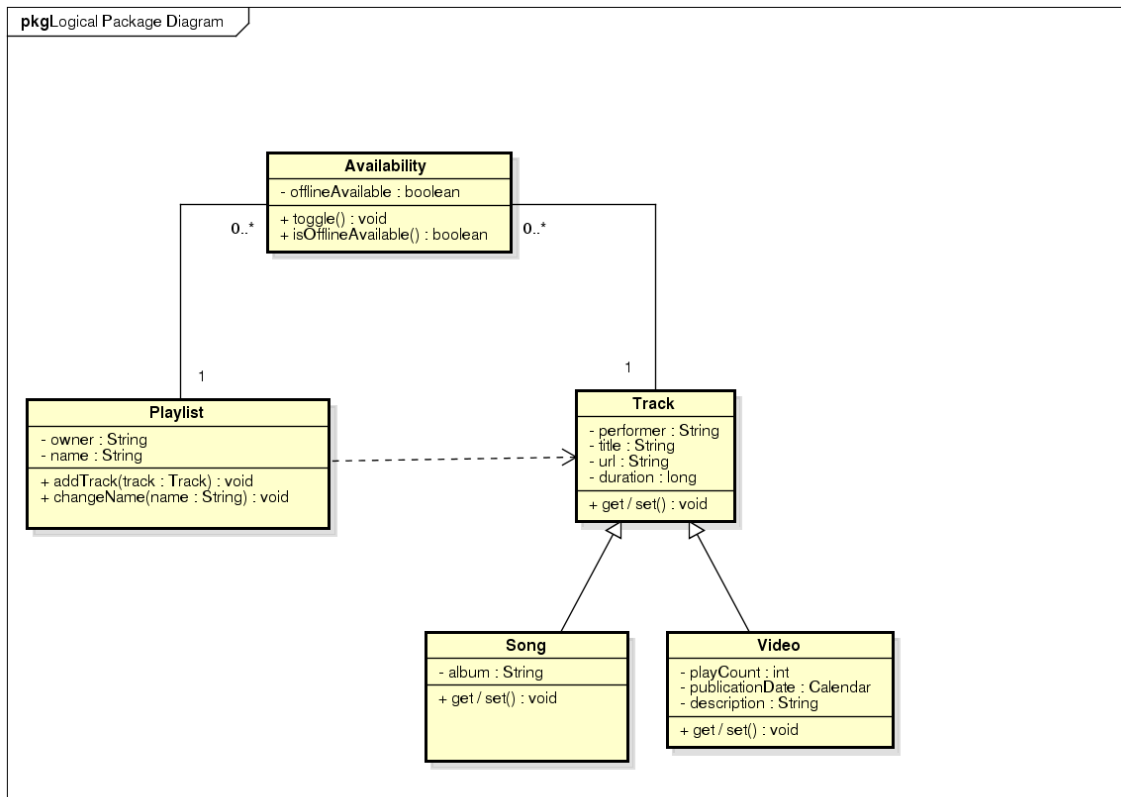 pkgLogical Package Diagram
Availability
- offlineAvailable : boolean
+ toggle() : void
+ isOfflineAvailable() : boolean
0..*
0..*
1
1
Playlist
- owner : String
- name : String
+ addTrack(track : Track) : void
+ changeName(name : String) : void
Track
- performer : String
- title : String
- url : String
- duration : long
+ get / set() : void
Song
- album : String
+ get / set() : void
Video
- playCount : int
- publicationDate : Calendar
- description : String
+ get / set() : void